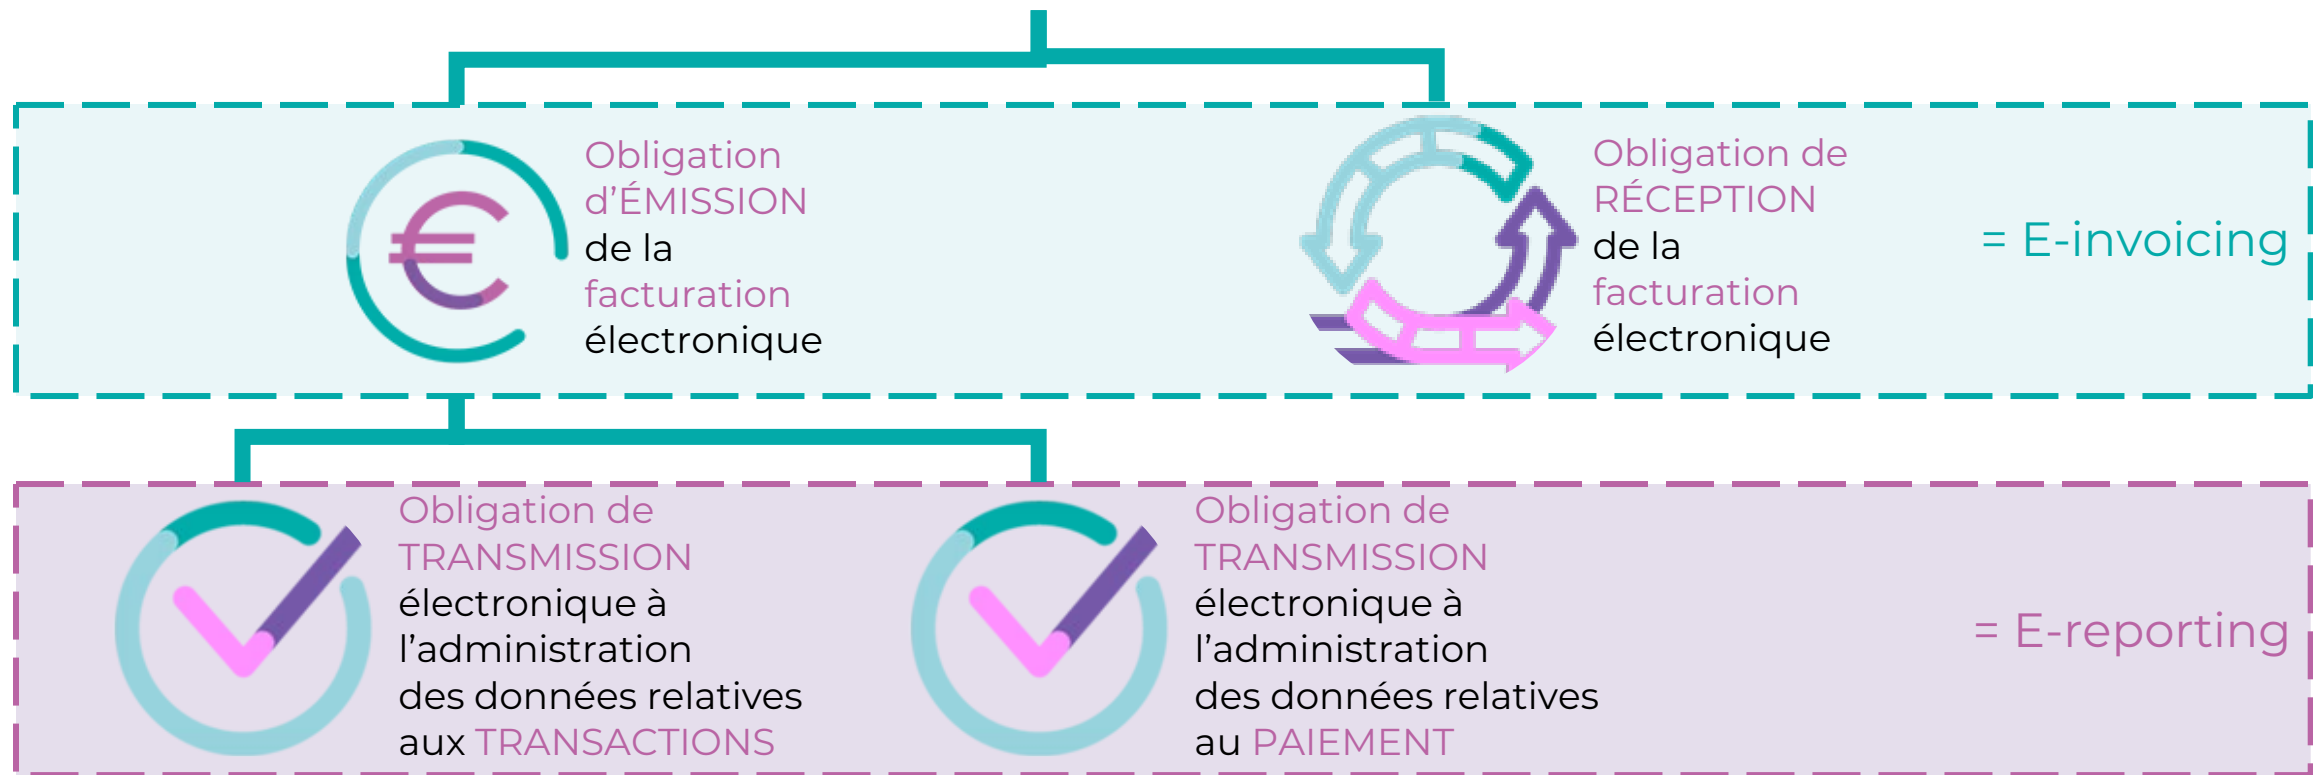 Obligation
d’ÉMISSION
de la
facturation
électronique
Obligation de
RÉCEPTION
de la
facturation
électronique
= E-invoicing
Obligation de
TRANSMISSION
électronique à
l’administration
des données relatives
aux TRANSACTIONS
Obligation de
TRANSMISSION
électronique à
l’administration
des données relatives
au PAIEMENT
= E-reporting